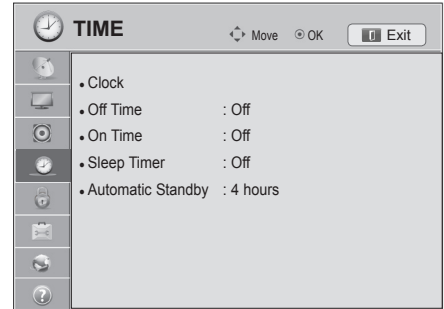 TIME Move OK Exit
• Clock
• Off Time : Off
• On Time : Off
• Sleep Timer : Off
• Automatic Standby : 4 hours